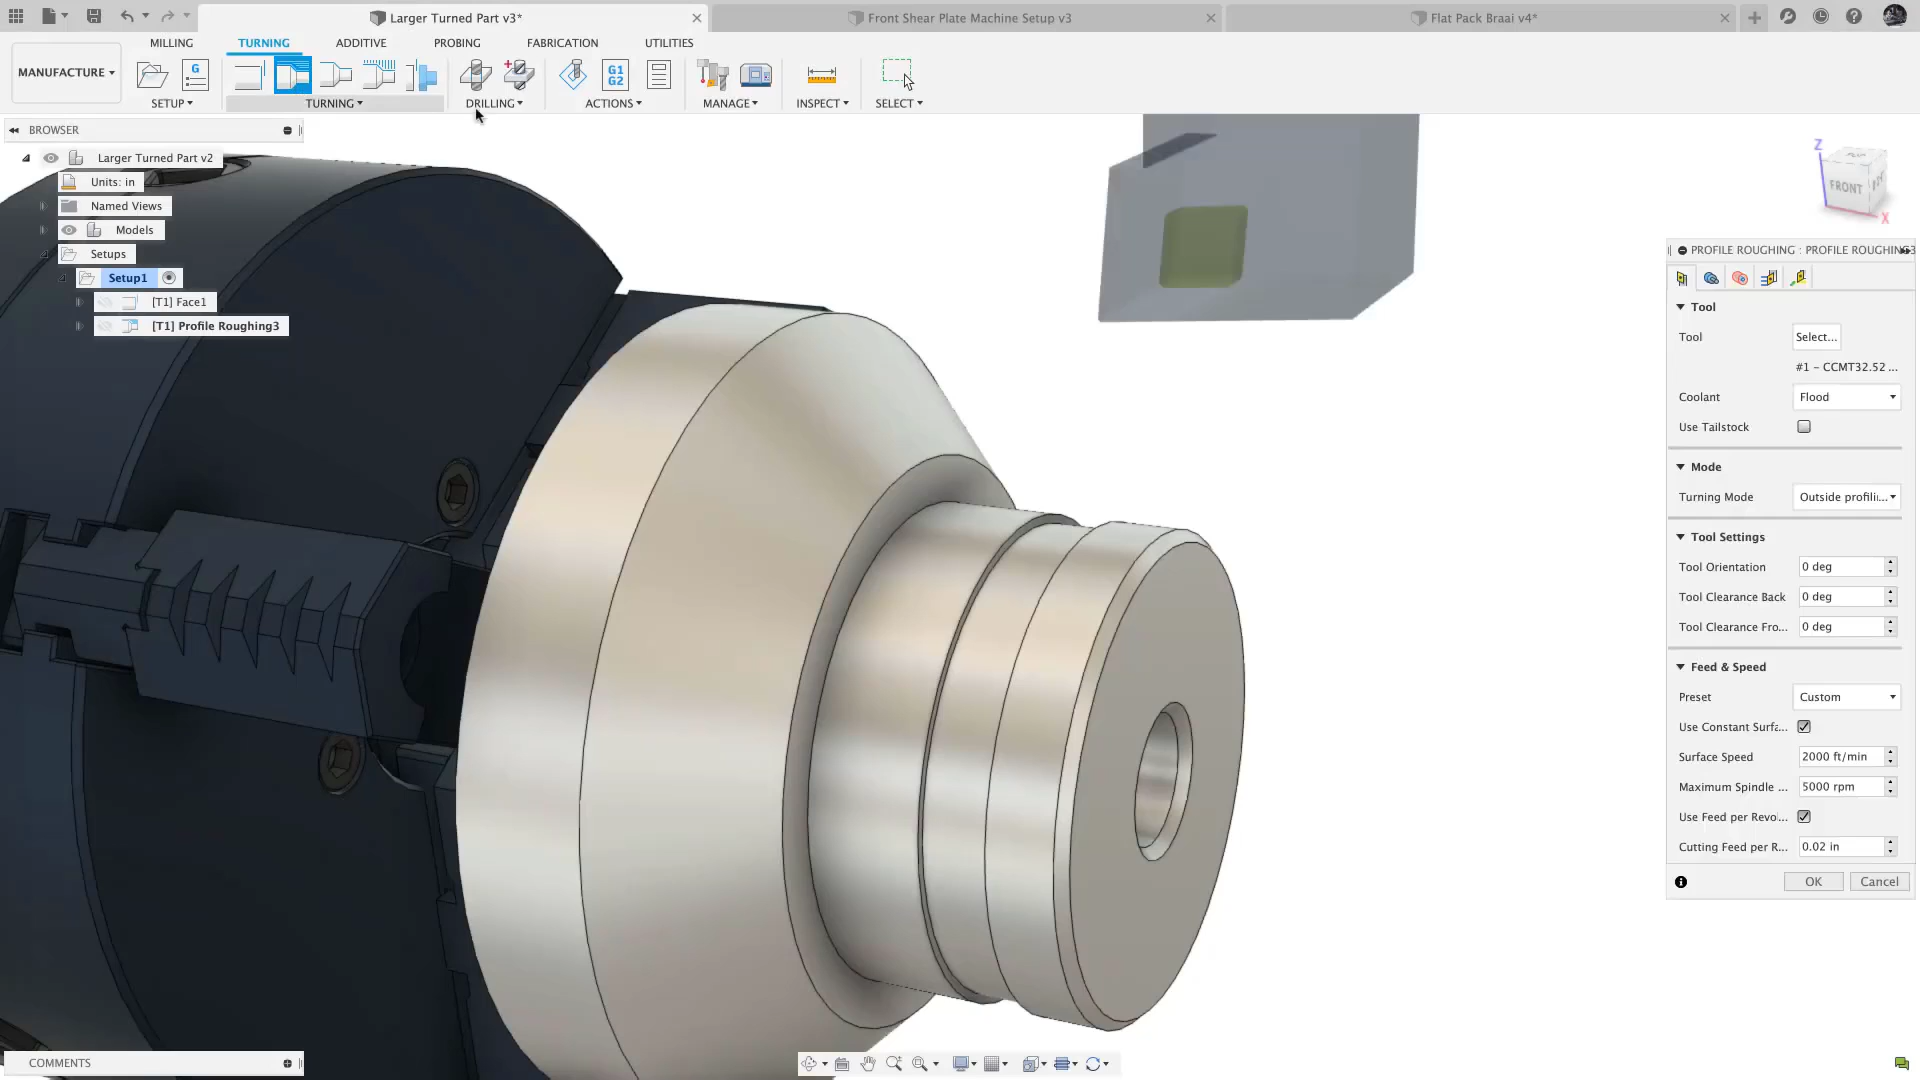 Larger Turned Part v3*
Front Shear Plate Machine Setup v3
Flat Pack Braai v4*
MANUFACTURE
MILLING
TURNING
ADDITIVE
PROBING
FABRICATION
UTILITIES
G
G1
G2
SETUP
TURNING
DRILLING
ACTIONS
MANAGE
INSPECT
SELECT
BROWSER
Larger Turned Part v2
Units: in
Named Views
Models
Setups
Setup1
[T1] Face1
[T1] Profile Roughing3
Z
TOP
FRONT
X
PROFILE ROUGHING : PROFILE ROUGHING3
Tool
Tool
Select...
#1 - CCMT32.52 ...
Coolant
Flood
Use Tailstock
Mode
Turning Mode
Outside profili...
Tool Settings
Tool Orientation
0 deg
Tool Clearance Back
0 deg
Tool Clearance Fro...
0 deg
Feed & Speed
Preset
Custom
Use Constant Surfa...
Surface Speed
2000 ft/min
Maximum Spindle ...
5000 rpm
Use Feed per Revol...
Cutting Feed per R...
0.02 in
OK
Cancel
COMMENTS